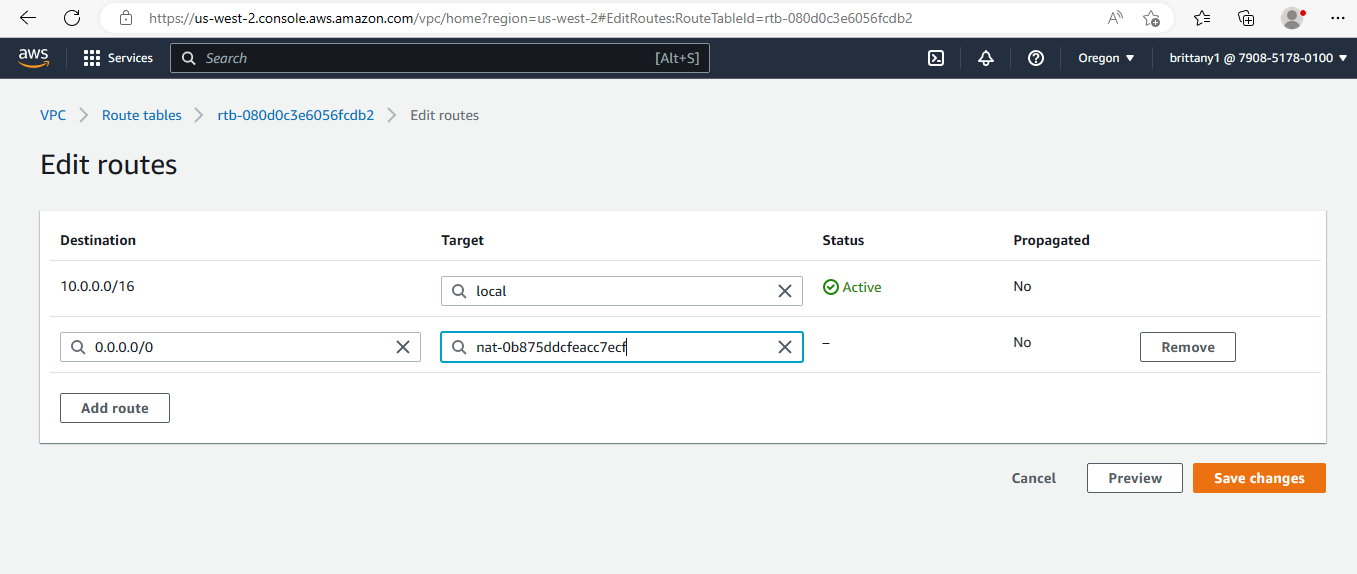 https://us-west-2.console.aws.amazon.com/vpc/home?region=us-west-2#EditRoutes:RouteTableId=rtb-080d0c3e6056fcdb2
aws Services Search [Alt+S] Oregon brittany1 @ 7908-5178-0100
VPC Route tables rtb-080d0c3e6056fcdb2 Edit routes
Edit routes
Destination Target Status Propagated
10.0.0.0/16 local Active No
0.0.0.0/0 nat-0b875ddcfeacc7ecf – No Remove
Add route
Cancel Preview Save changes